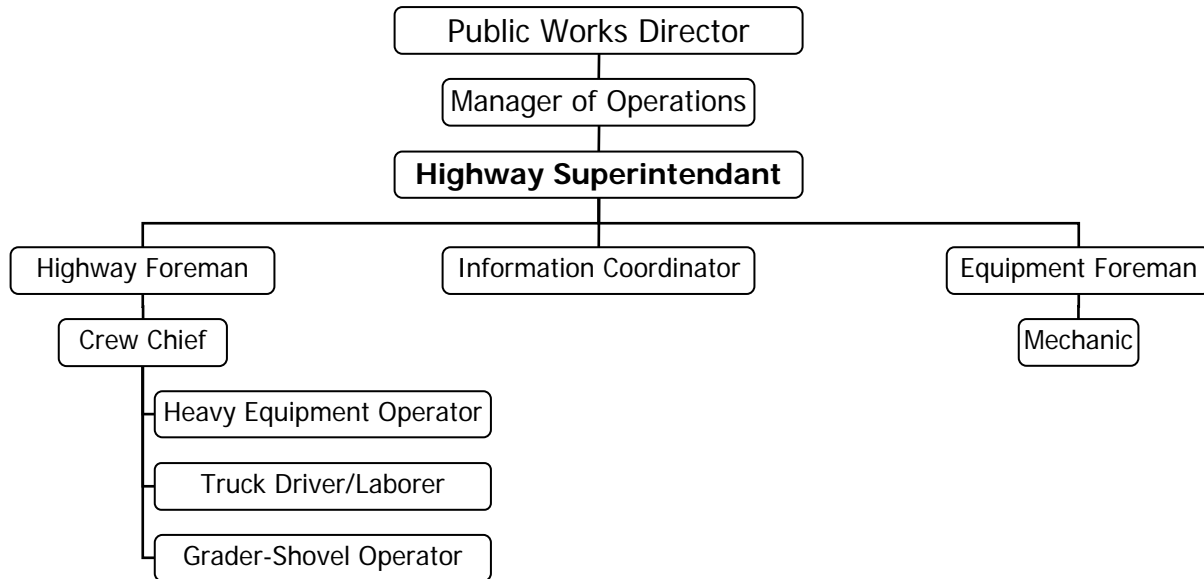 Public Works Director
Manager of Operations
Highway Superintendant
Highway Foreman
Information Coordinator
Equipment Foreman
Crew Chief
Mechanic
Heavy Equipment Operator
Truck Driver/Laborer
Grader-Shovel Operator